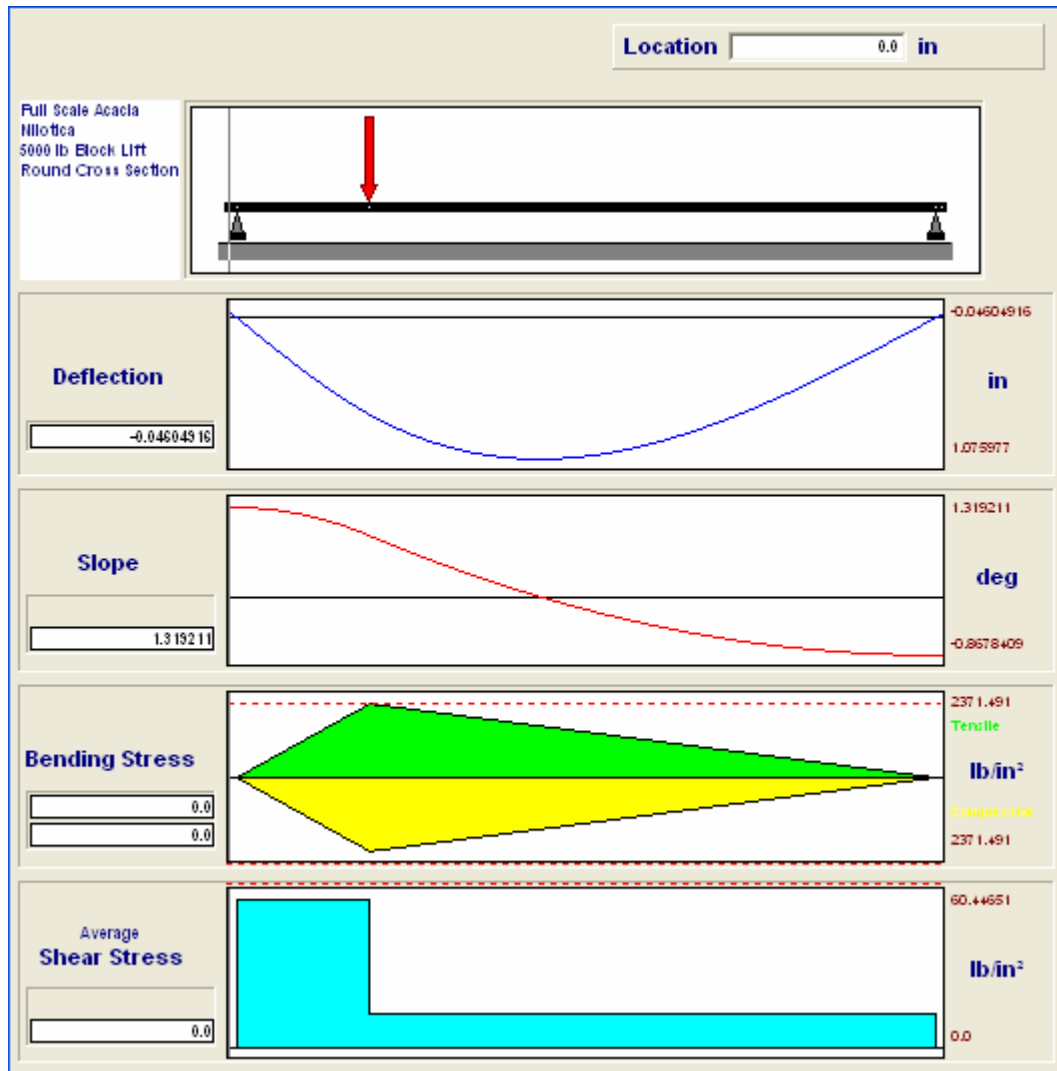 Location 0.0 in
Full Scale Acacia
Nilotica
5000 lb Block Lift
Round Cross Section
Deflection
-0.04604916
-0.04604916
in
1.075977
Slope
1.319211
1.319211
deg
-0.8678409
Bending Stress
0.0
0.0
2371.491
Tensile
lb/in²
Compressive
2371.491
Average
Shear Stress
0.0
60.44651
lb/in²
0.0